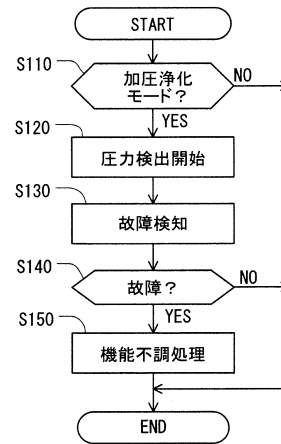 START
S110
加圧浄化
モード？
NO
YES
S120
圧力検出開始
S130
故障検知
S140
故障？
NO
YES
S150
機能不調処理
END